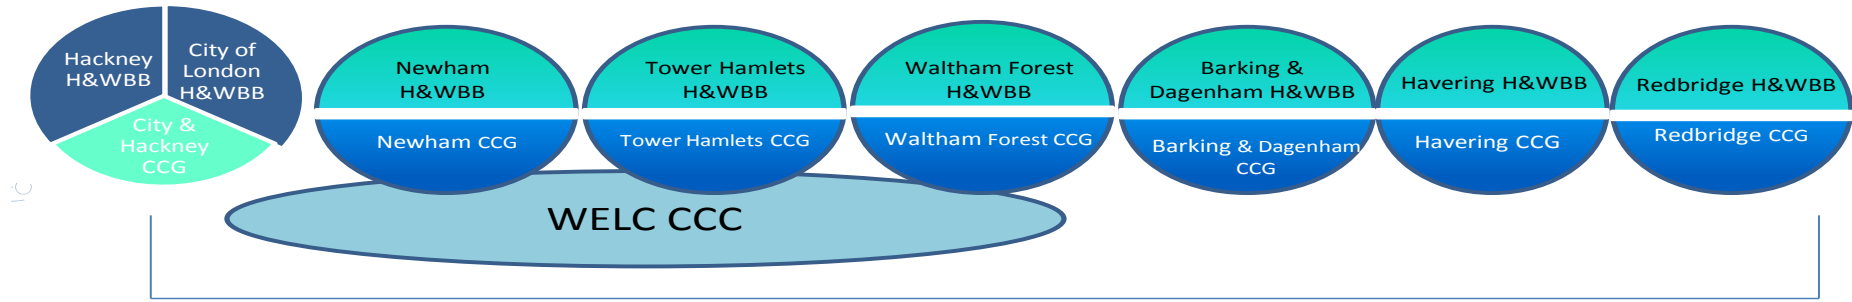 Hackney
H&WBB
City of
London
H&WBB
City &
Hackney
CCG
Newham
H&WBB
Newham CCG
Tower Hamlets
H&WBB
Tower Hamlets CCG
Waltham Forest
H&WBB
Waltham Forest CCG
Barking &
Dagenham H&WBB
Barking & Dagenham
CCG
Havering H&WBB
Havering CCG
Redbridge H&WBB
Redbridge CCG
WELC CCC